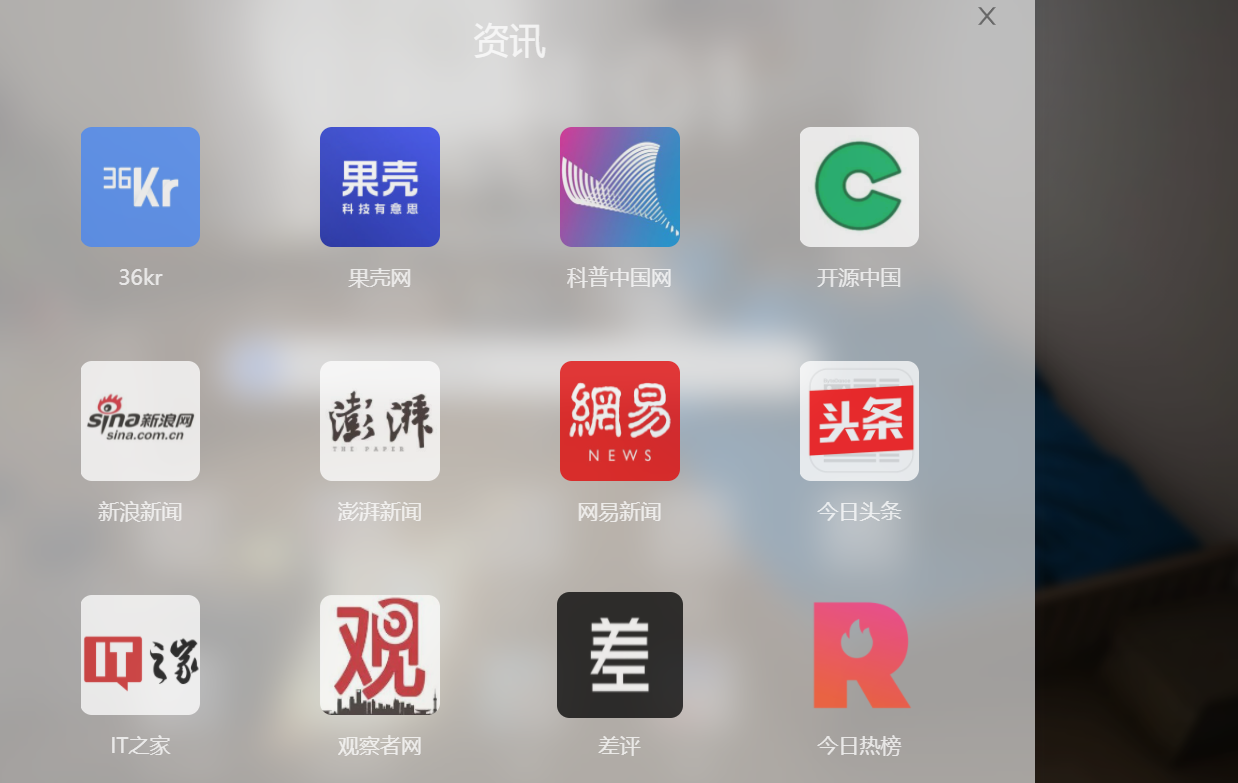 资讯
X
36Kr
果壳
科技有意思
36kr
果壳网
科普中国网
开源中国
sina新浪网
sina.com.cn
澎湃
THE PAPER
網易
NEWS
头条
新浪新闻
澎湃新闻
网易新闻
今日头条
IT之家
观
差
R
IT之家
观察者网
差评
今日热榜